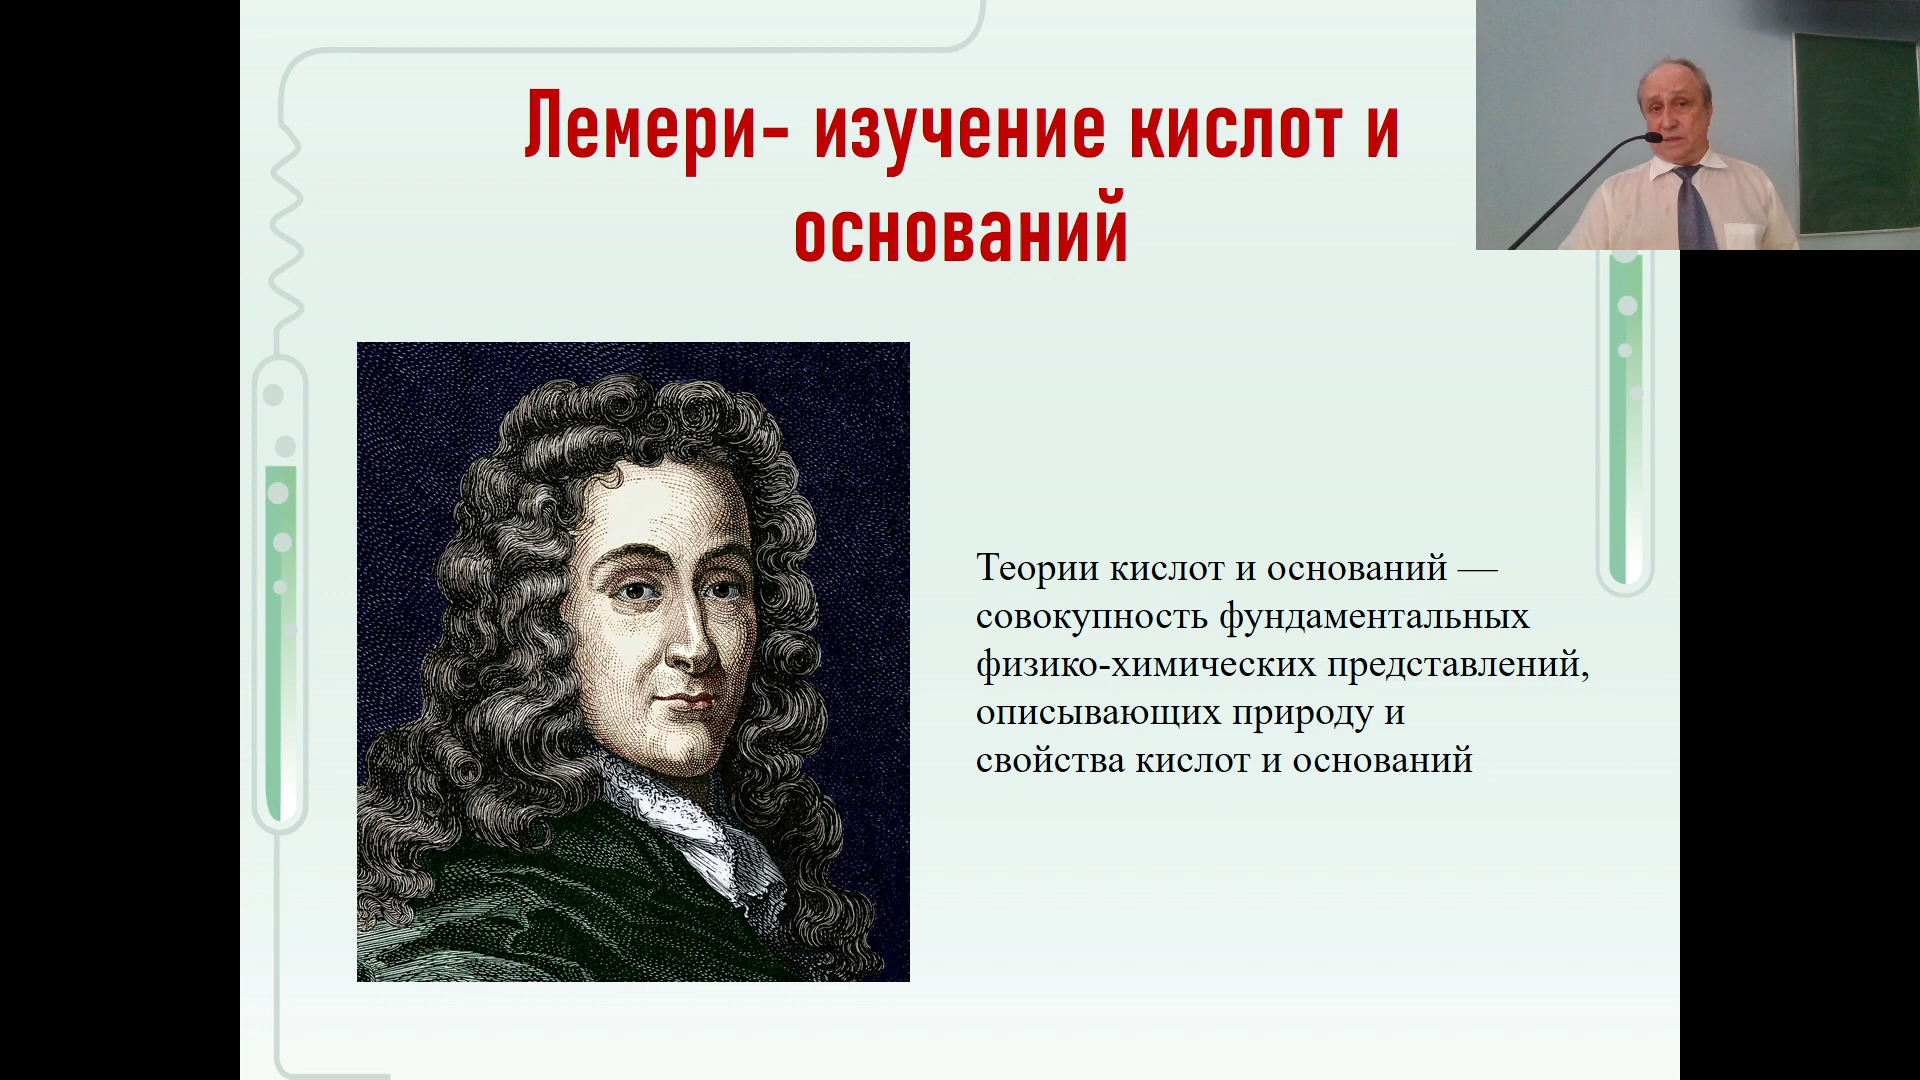 Лемери- изучение кислот и
оснований
Теории кислот и оснований —
совокупность фундаментальных
физико-химических представлений,
описывающих природу и
свойства кислот и оснований